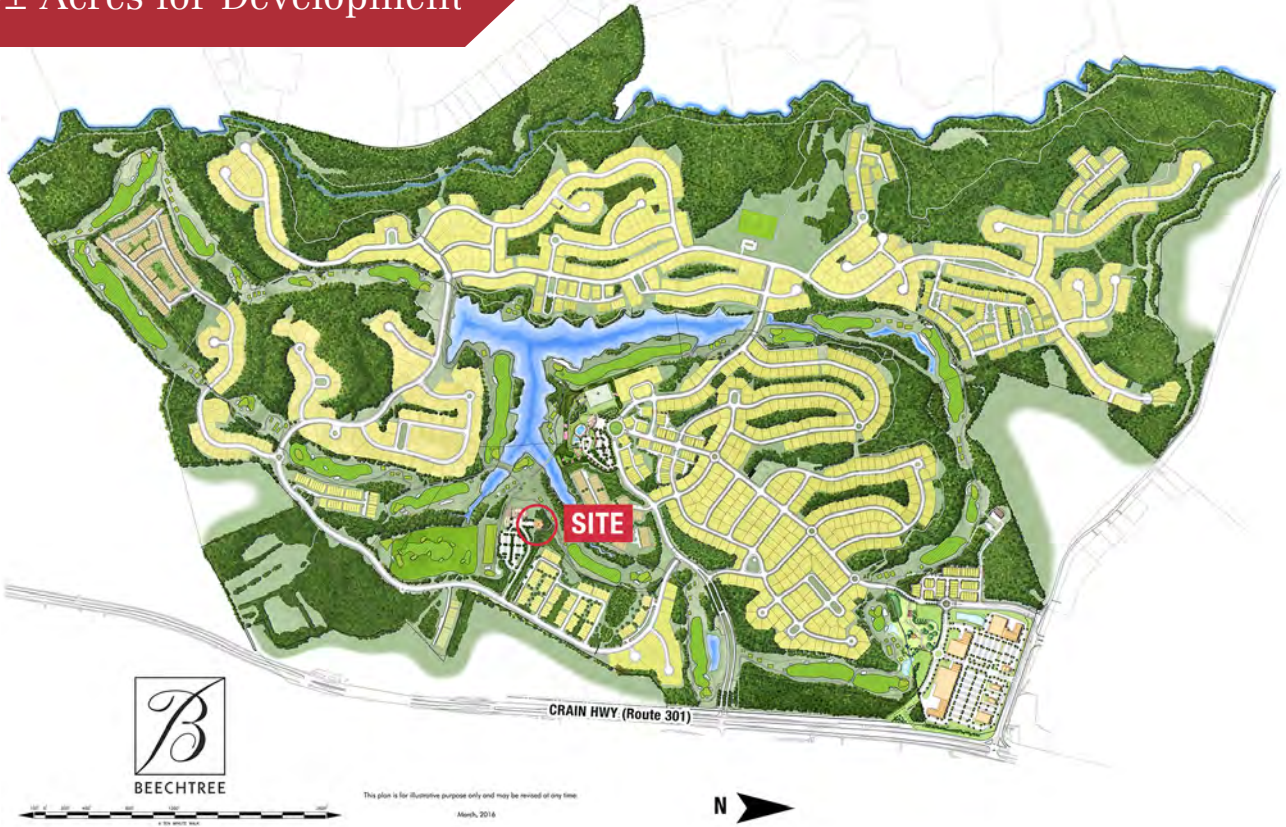 ± Acres for Development
SITE
CRAIN HWY (Route 301)
B
BEECHTREE
This plan is for illustrative purpose only and may be revised at any time.
March, 2016
N